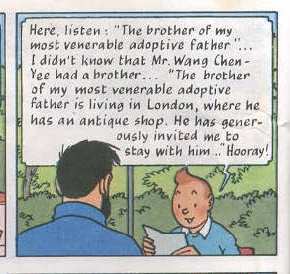 Here, listen : "The brother of my
most venerable adoptive father "...
I didn't know that Mr. Wang Chen-
Yee had a brother... "The brother
of my most venerable adoptive
father is living in London, where he
has an antique shop. He has gener-
ously invited me to
stay with him .." Hooray!